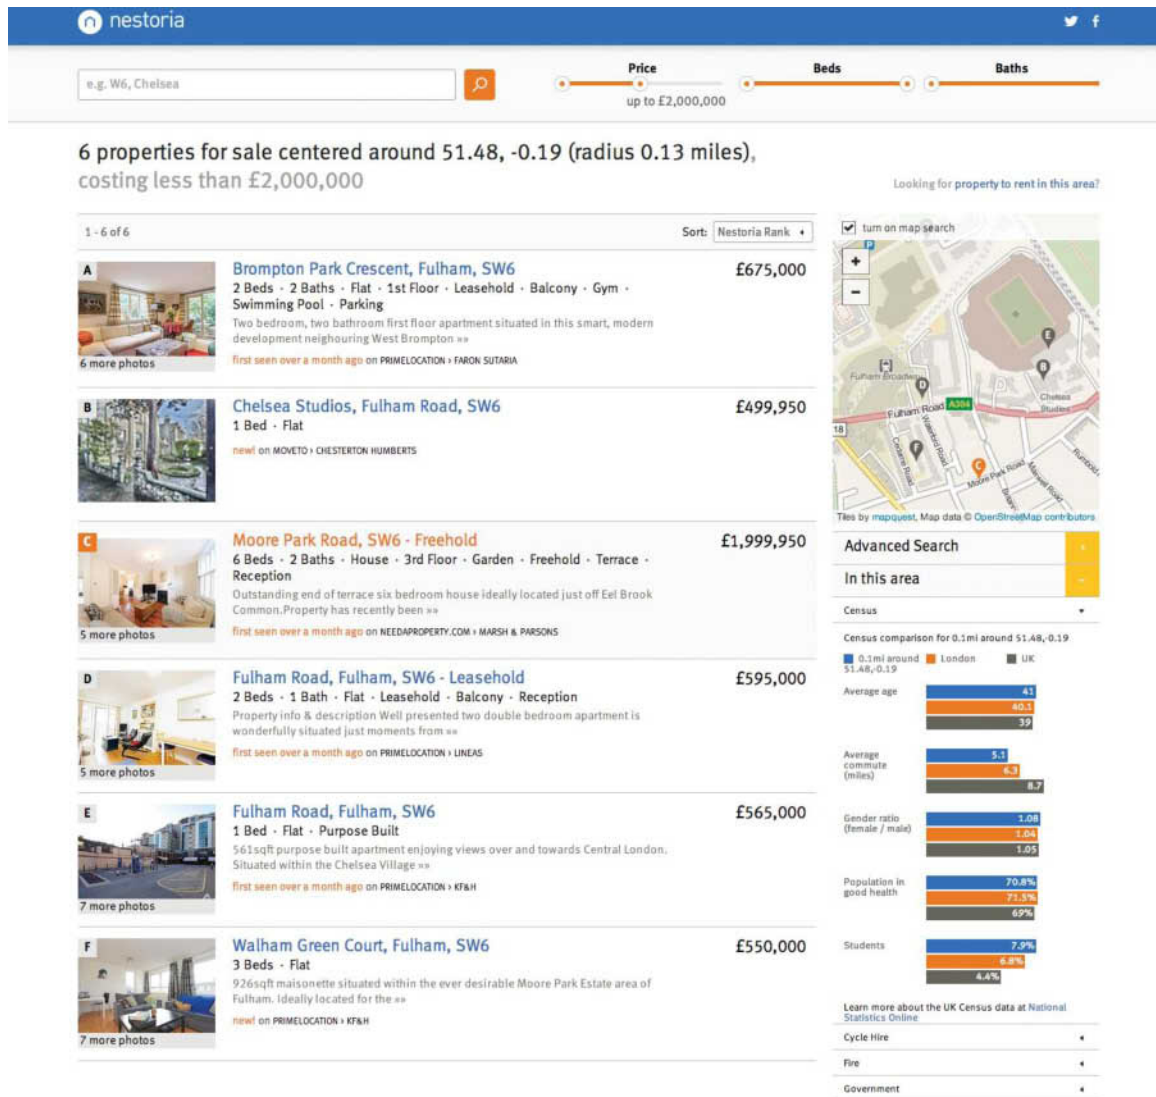 nestoria
e.g. W6, Chelsea
Price
Beds
Baths
up to £2,000,000
6 properties for sale centered around 51.48, -0.19 (radius 0.13 miles),
costing less than £2,000,000
Looking for property to rent in this area?
1 - 6 of 6
Sort: Nestoria Rank
A
6 more photos
Brompton Park Crescent, Fulham, SW6
£675,000
2 Beds · 2 Baths · Flat · 1st Floor · Leasehold · Balcony · Gym ·
Swimming Pool · Parking
Two bedroom, two bathroom first floor apartment situated in this smart, modern
development neighouring West Brompton »»
first seen over a month ago on PRIMELOCATION › FARON SUTARIA
B
Chelsea Studios, Fulham Road, SW6
£499,950
1 Bed · Flat
new! on MOVETO › CHESTERTON HUMBERTS
C
5 more photos
Moore Park Road, SW6 - Freehold
£1,999,950
6 Beds · 2 Baths · House · 3rd Floor · Garden · Freehold · Terrace ·
Reception
Outstanding end of terrace six bedroom house ideally located just off Eel Brook
Common.Property has recently been »»
first seen over a month ago on NEEDAPROPERTY.COM › MARSH & PARSONS
D
5 more photos
Fulham Road, Fulham, SW6 - Leasehold
£595,000
2 Beds · 1 Bath · Flat · Leasehold · Balcony · Reception
Property info & description Well presented two double bedroom apartment is
wonderfully situated just moments from »»
first seen over a month ago on PRIMELOCATION › LINEAS
E
7 more photos
Fulham Road, Fulham, SW6
£565,000
1 Bed · Flat · Purpose Built
561sqft purpose built apartment enjoying views over and towards Central London.
Situated within the Chelsea Village »»
first seen over a month ago on PRIMELOCATION › KF&H
F
7 more photos
Walham Green Court, Fulham, SW6
£550,000
3 Beds · Flat
926sqft maisonette situated within the ever desirable Moore Park Estate area of
Fulham. Ideally located for the »»
new! on PRIMELOCATION › KF&H
turn on map search
P
+
−
E
B
Fulham Broadway
D
Chelsea
Studios
Fulham Road
A304
18
Waterford Road
Cedarne Road
F
C
Moore Park Road
Maxwell Road
Rumbold
Tiles by mapquest, Map data © OpenStreetMap contributors
Advanced Search
In this area
Census
Census comparison for 0.1mi around 51.48,-0.19
0.1mi around
51.48,-0.19
London
UK
Average age
41
40.1
39
Average
commute
(miles)
5.1
6.3
8.7
Gender ratio
(female / male)
1.08
1.04
1.05
Population in
good health
70.8%
71.5%
69%
Students
7.9%
6.8%
4.4%
Learn more about the UK Census data at National
Statistics Online
Cycle Hire
Fire
Government